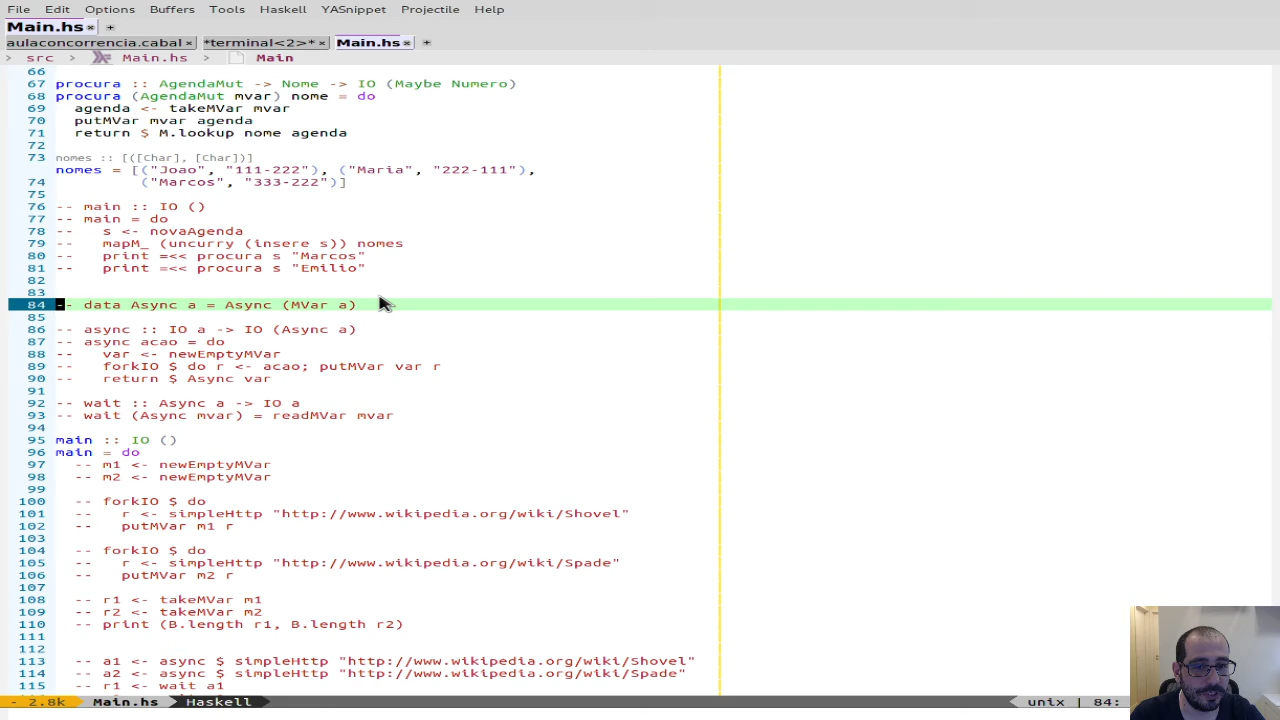 File Edit Options Buffers Tools Haskell YASnippet Projectile Help
Main.hs × +
aulaconcorrencia.cabal × *terminal<2>* × Main.hs × +
> src > Main.hs > Main
66
67 procura :: AgendaMut -> Nome -> IO (Maybe Numero)
68 procura (AgendaMut mvar) nome = do
69   agenda <- takeMVar mvar
70   putMVar mvar agenda
71   return $ M.lookup nome agenda
72
73 nomes :: [([Char], [Char])]
nomes = [("Joao", "111-222"), ("Maria", "222-111"),
74          ("Marcos", "333-222")]
75
76 -- main :: IO ()
77 -- main = do
78 --   s <- novaAgenda
79 --   mapM_ (uncurry (insere s)) nomes
80 --   print =<< procura s "Marcos"
81 --   print =<< procura s "Emilio"
82
83
84 -- data Async a = Async (MVar a)
85
86 -- async :: IO a -> IO (Async a)
87 -- async acao = do
88 --   var <- newEmptyMVar
89 --   forkIO $ do r <- acao; putMVar var r
90 --   return $ Async var
91
92 -- wait :: Async a -> IO a
93 -- wait (Async mvar) = readMVar mvar
94
95 main :: IO ()
96 main = do
97   -- m1 <- newEmptyMVar
98   -- m2 <- newEmptyMVar
99
100   -- forkIO $ do
101   --   r <- simpleHttp "http://www.wikipedia.org/wiki/Shovel"
102   --   putMVar m1 r
103
104   -- forkIO $ do
105   --   r <- simpleHttp "http://www.wikipedia.org/wiki/Spade"
106   --   putMVar m2 r
107
108   -- r1 <- takeMVar m1
109   -- r2 <- takeMVar m2
110   -- print (B.length r1, B.length r2)
111
112
113   -- a1 <- async $ simpleHttp "http://www.wikipedia.org/wiki/Shovel"
114   -- a2 <- async $ simpleHttp "http://www.wikipedia.org/wiki/Spade"
115   -- r1 <- wait a1
- 2.8k Main.hs Haskell unix | 84: